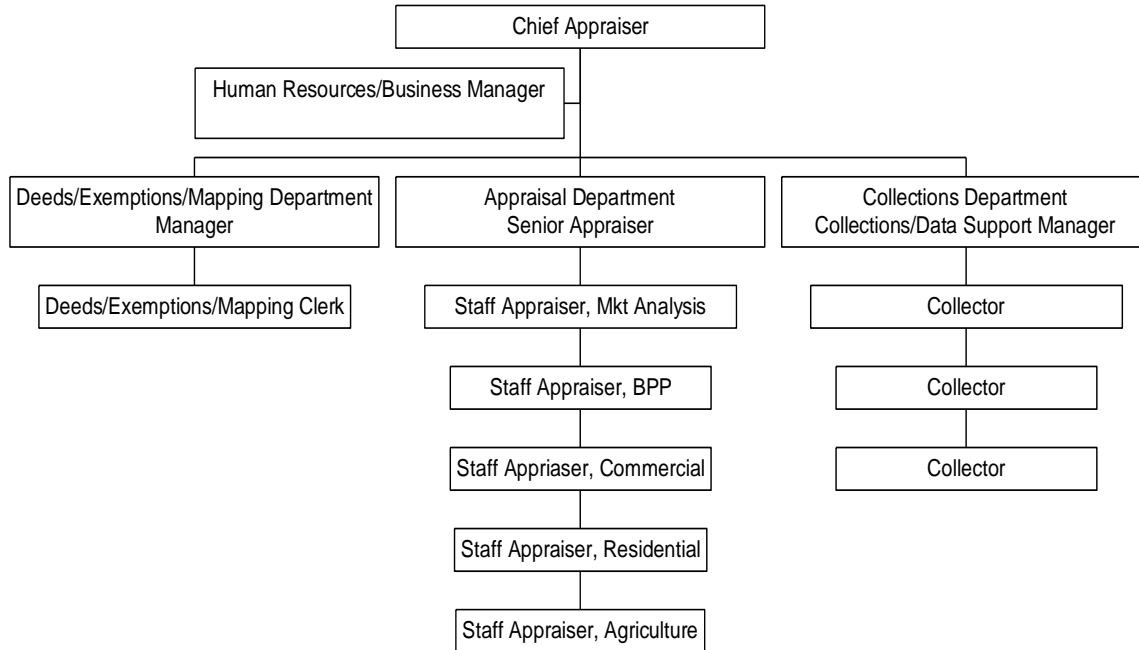 Chief Appraiser
Human Resources/Business Manager
Deeds/Exemptions/Mapping Department
Manager
Appraisal Department
Senior Appraiser
Collections Department
Collections/Data Support Manager
Deeds/Exemptions/Mapping Clerk
Staff Appraiser, Mkt Analysis
Collector
Staff Appraiser, BPP
Collector
Staff Appriaser, Commercial
Collector
Staff Appraiser, Residential
Staff Appraiser, Agriculture